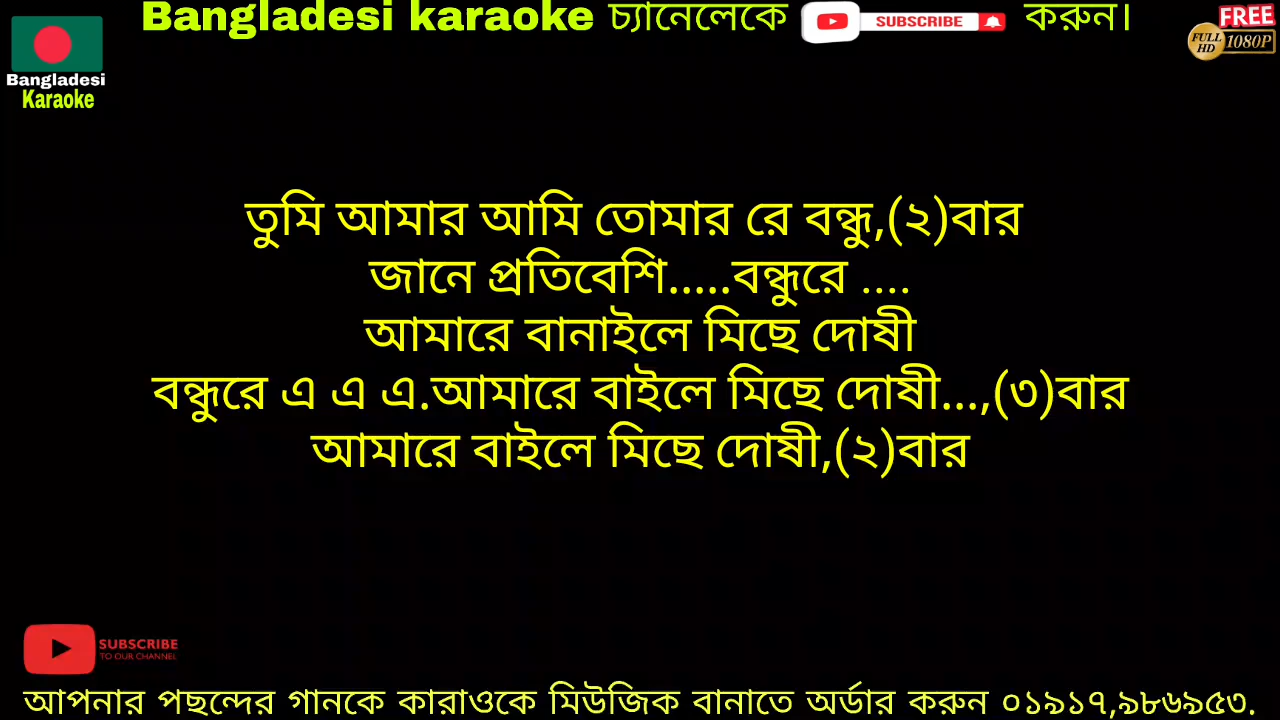 Bangladesi karaoke চ্যানেলেকে SUBSCRIBE করুন।
FREE
FULL HD 1080P
Bangladesi
Karaoke
তুমি আমার আমি তোমার রে বন্ধু,(২)বার
জানে প্রতিবেশি.....বন্ধুরে ....
আমারে বানাইলে মিছে দোষী
বন্ধুরে এ এ এ.আমারে বাইলে মিছে দোষী...,(৩)বার
আমারে বাইলে মিছে দোষী,(২)বার
SUBSCRIBE
TO OUR CHANNEL
আপনার পছন্দের গানকে কারাওকে মিউজিক বানাতে অর্ডার করুন ০১৯১৭,৯৮৬৯৫৩.